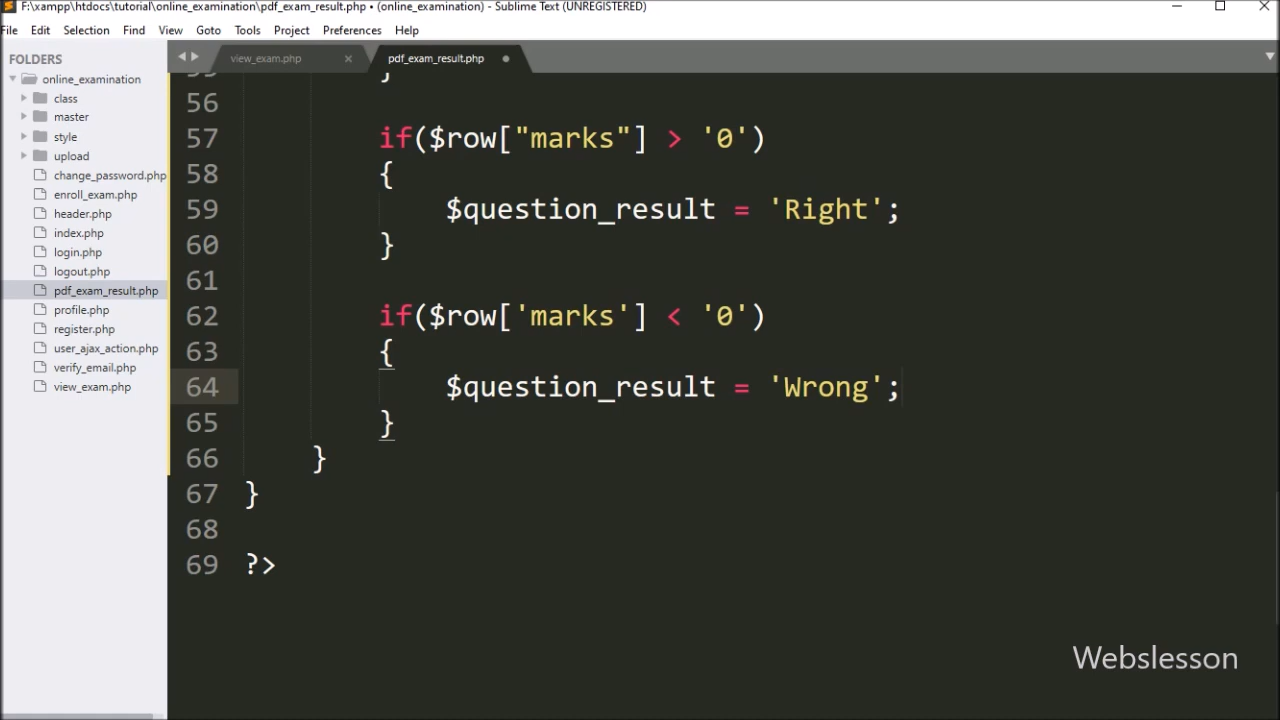 F:\xampp\htdocs\tutorial\online_examination\pdf_exam_result.php • (online_examination) - Sublime Text (UNREGISTERED)
File Edit Selection Find View Goto Tools Project Preferences Help
FOLDERS
online_examination
class
master
style
upload
change_password.php
enroll_exam.php
header.php
index.php
login.php
logout.php
pdf_exam_result.php
profile.php
register.php
user_ajax_action.php
verify_email.php
view_exam.php
view_exam.php pdf_exam_result.php
55 }
56
57 if($row["marks"] > '0')
58 {
59 $question_result = 'Right';
60 }
61
62 if($row['marks'] < '0')
63 {
64 $question_result = 'Wrong';
65 }
66 }
67 }
68
69 ?>
Webslesson